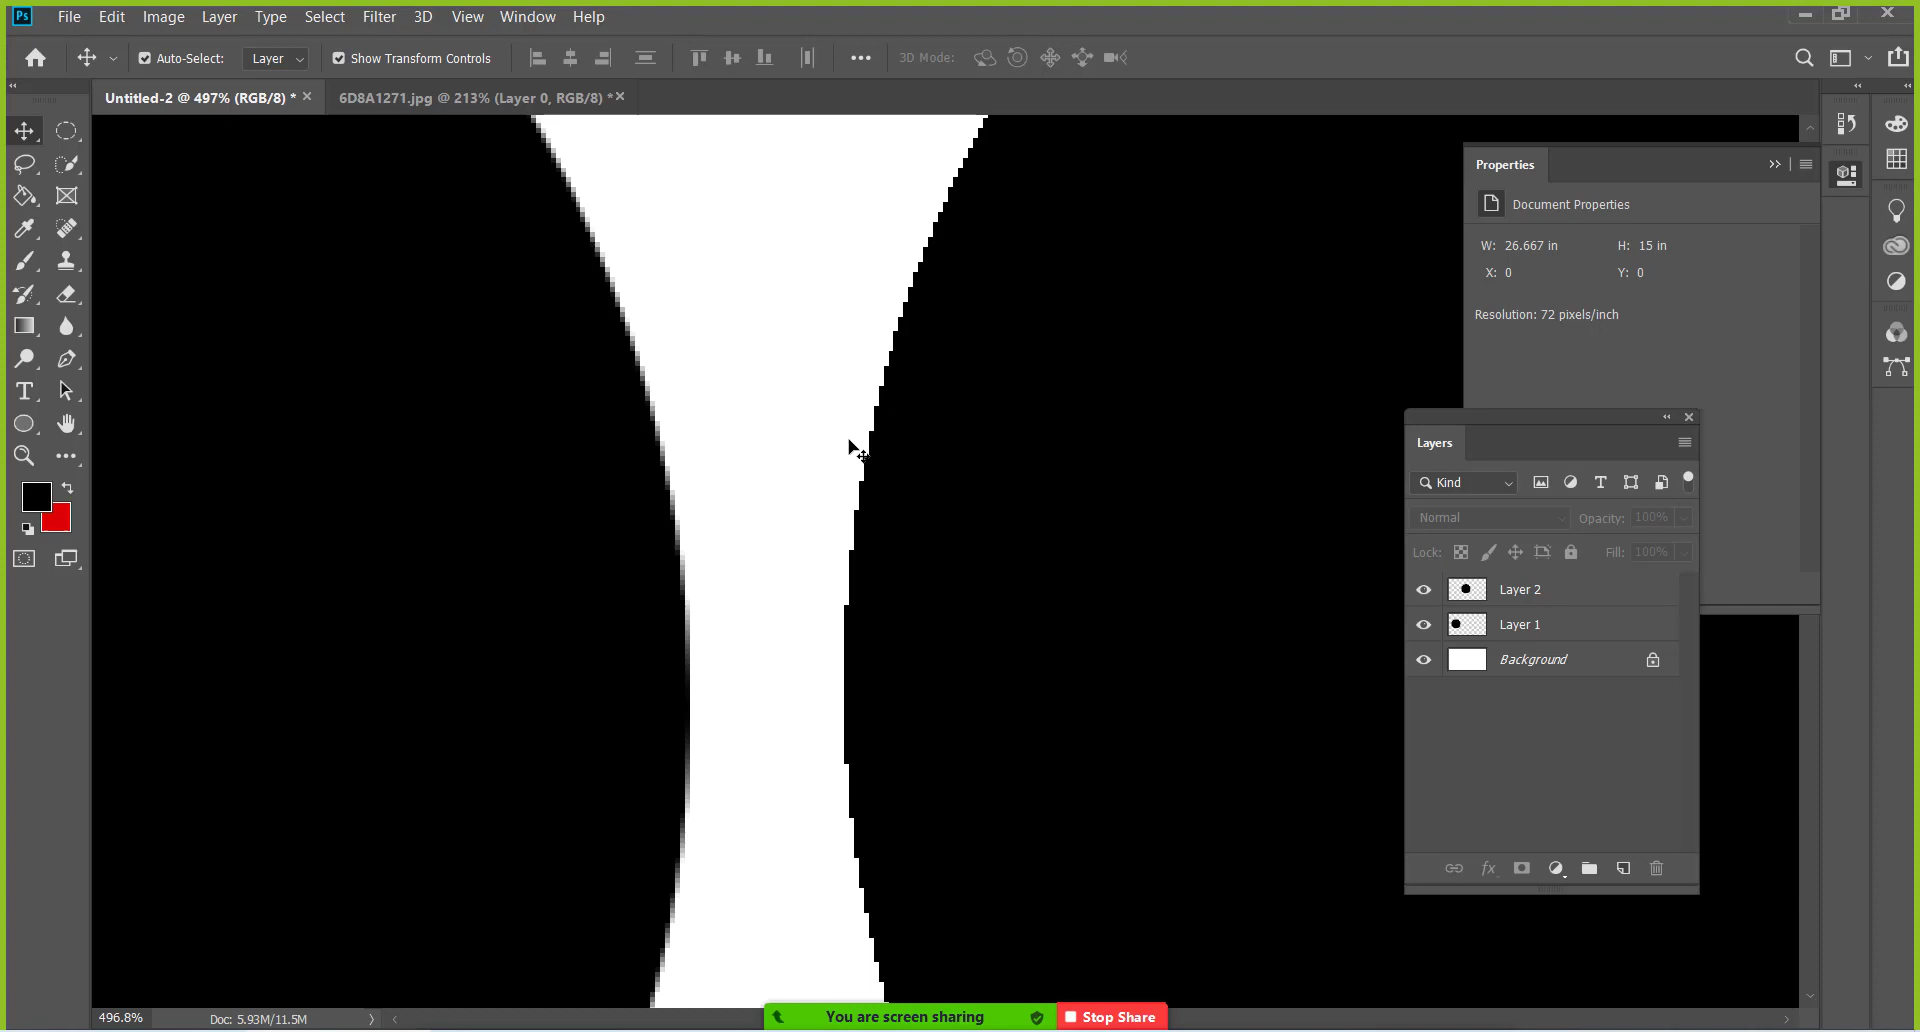 Ps File Edit Image Layer Type Select Filter 3D View Window Help
Auto-Select: Layer Show Transform Controls 3D Mode:
Untitled-2 @ 497% (RGB/8) * 6D8A1271.jpg @ 213% (Layer 0, RGB/8) *
Properties
Document Properties
W: 26.667 in H: 15 in
X: 0 Y: 0
Resolution: 72 pixels/inch
Layers
Kind
Normal Opacity: 100%
Lock: Fill: 100%
Layer 2
Layer 1
Background
fx
496.8% Doc: 5.93M/11.5M
You are screen sharing Stop Share